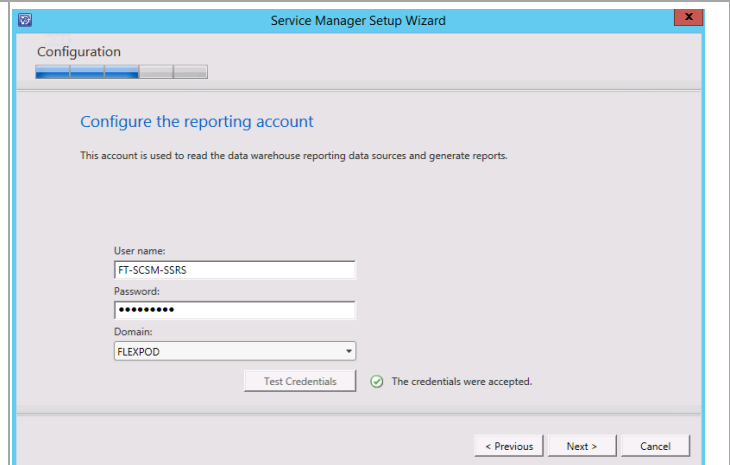 Service Manager Setup Wizard
x
Configuration
Configure the reporting account
This account is used to read the data warehouse reporting data sources and generate reports.
User name:
FT-SCSM-SSRS
Password:
●●●●●●●●●
Domain:
FLEXPOD
Test Credentials
The credentials were accepted.
< Previous
Next >
Cancel